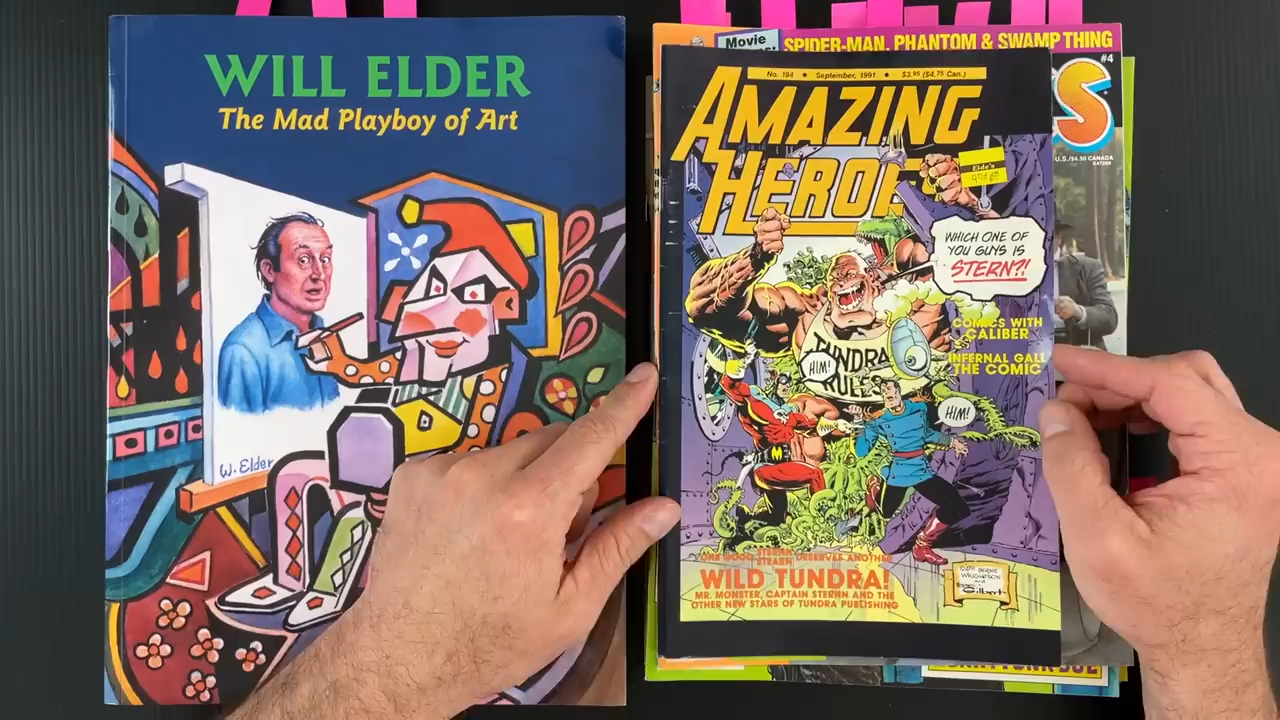 WILL ELDER
The Mad Playboy of Art
W. Elder
Movie
SPIDER-MAN, PHANTOM & SWAMP THING
#4
S
U.S./$4.50 CANADA
No. 194 • September, 1991 • $3.95 ($4.75 Can.)
AMAZING
HEROE
WHICH ONE OF
YOU GUYS IS
STERN?!
COMICS WITH
CALIBER
INFERNAL GALL
THE COMIC
TUNDRA
RULES
HIM!
HIM!
M
WILD TUNDRA!
MR. MONSTER, CAPTAIN STERNN AND THE
OTHER NEW STARS OF TUNDRA PUBLISHING
Gilbert